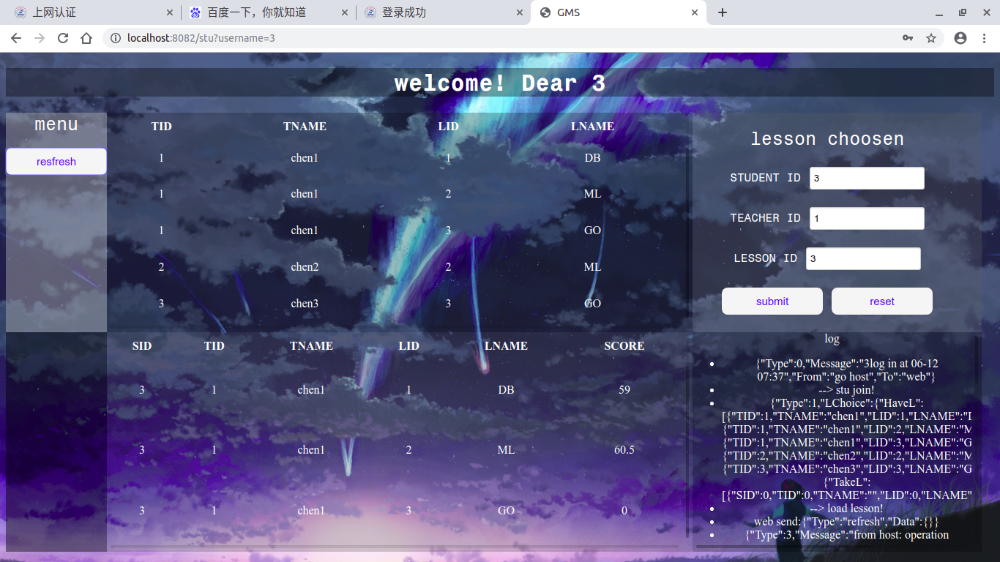 上网认证
百度一下，你就知道
登录成功
GMS
localhost:8082/stu?username=3
welcome! Dear 3
menu
resfresh
TID TNAME LID LNAME
1 chen1 1 DB
1 chen1 2 ML
1 chen1 3 GO
2 chen2 2 ML
3 chen3 3 GO
lesson choosen
STUDENT ID 3
TEACHER ID 1
LESSON ID 3
submit reset
SID TID TNAME LID LNAME SCORE
3 1 chen1 1 DB 59
3 1 chen1 2 ML 60.5
3 1 chen1 3 GO 0
log
{"Type":0,"Message":"3log in at 06-12
07:37","From":"go host","To":"web"}
--> stu join!
{"Type":1,"LChoice":{"HaveL":
[{"TID":1,"TNAME":"chen1","LID":1,"LNAME":"
{"TID":1,"TNAME":"chen1","LID":2,"LNAME":"M
{"TID":1,"TNAME":"chen1","LID":3,"LNAME":"G
{"TID":2,"TNAME":"chen2","LID":2,"LNAME":"M
{"TID":3,"TNAME":"chen3","LID":3,"LNAME":"G
{"TakeL":
[{"SID":0,"TID":0,"TNAME":"","LID":0,"LNAME"
--> load lesson!
web send:{"Type":"refresh","Data":{}}
{"Type":3,"Message":"from host: operation